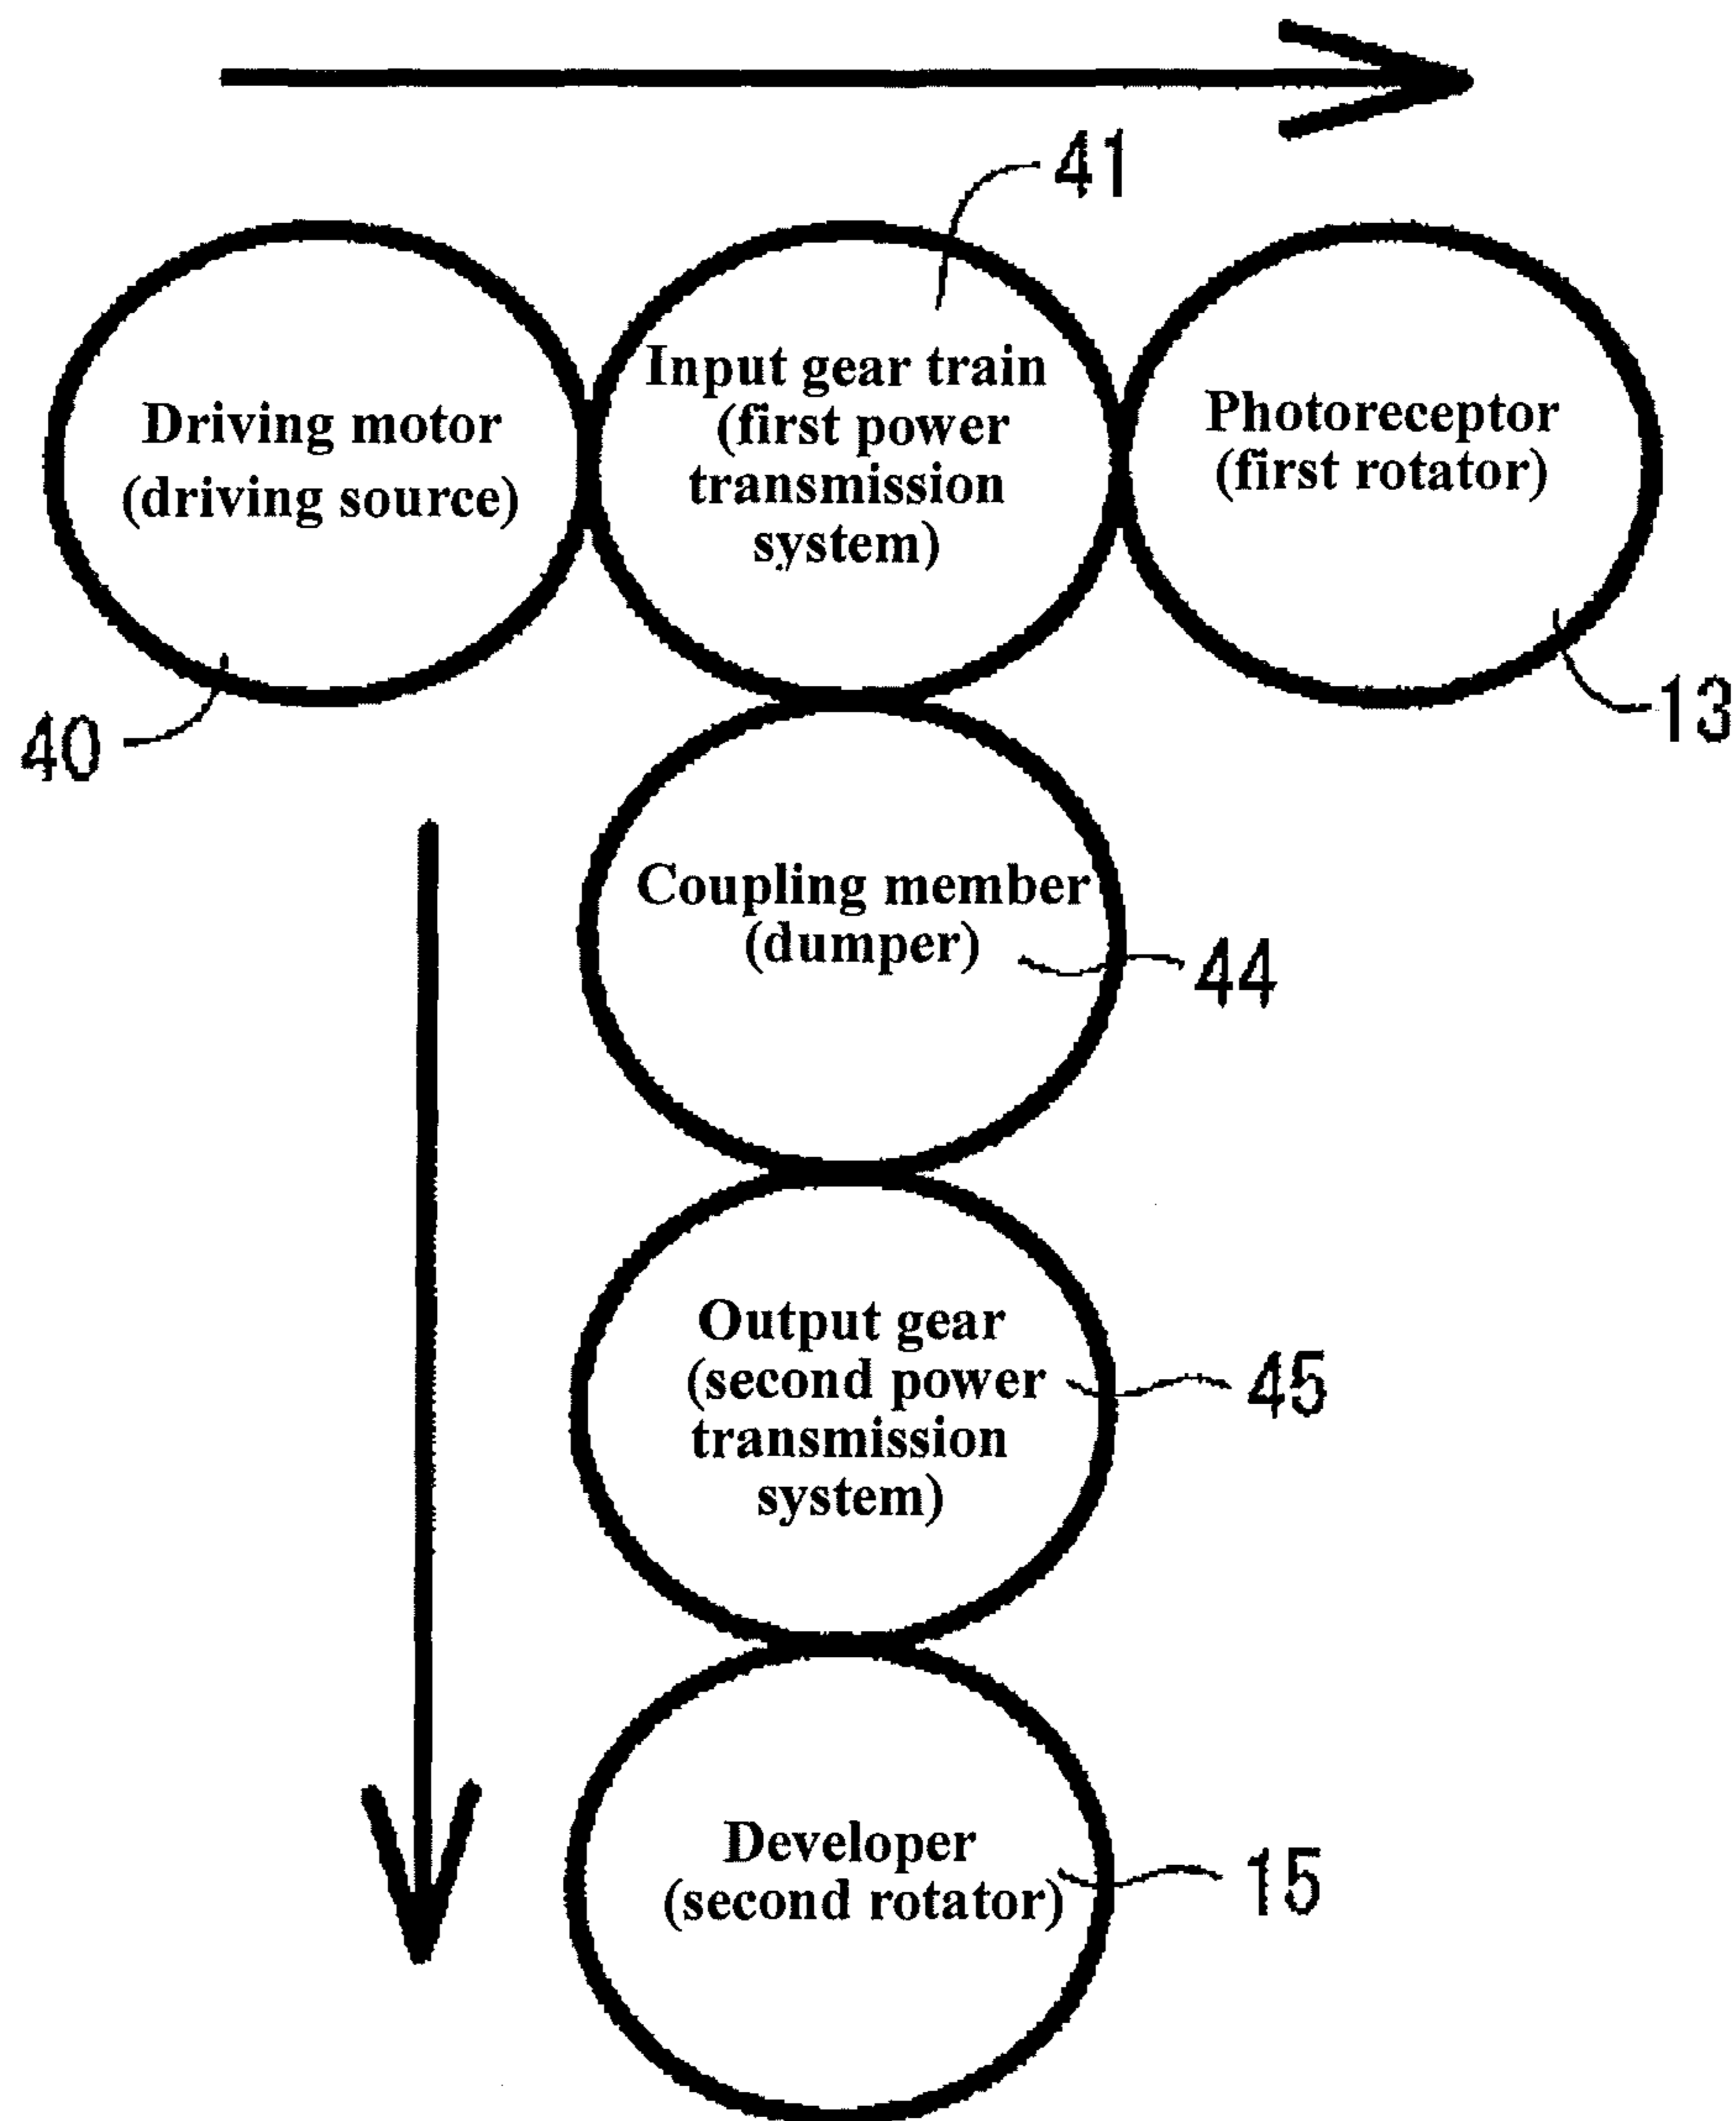 41
Driving motor
(driving source)
Input gear train
(first power
transmission
system)
Photoreceptor
(first rotator)
40
13
Coupling member
(dumper)
44
Output gear
(second power
transmission
system)
45
Developer
(second rotator)
15